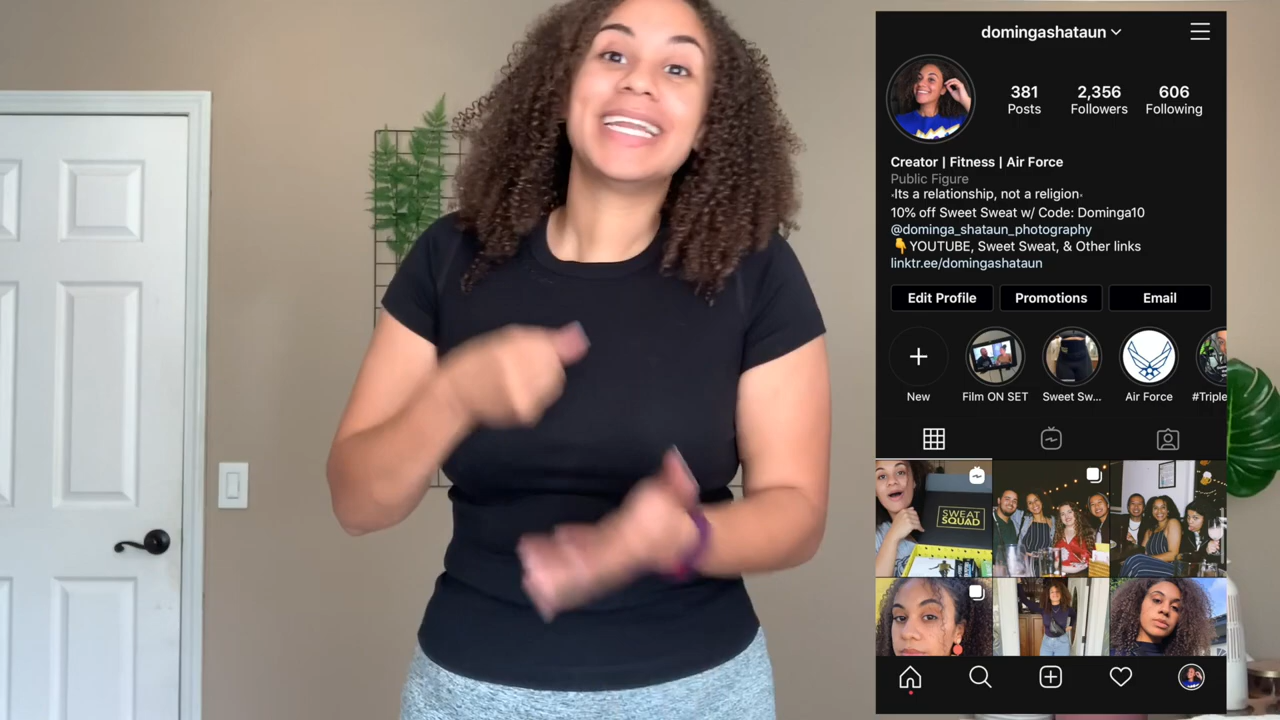 domingashataun
381
2,356
606
Posts
Followers
Following
Creator | Fitness | Air Force
Public Figure
•Its a relationship, not a religion•
10% off Sweet Sweat w/ Code: Dominga10
@dominga_shataun_photography
👇YOUTUBE, Sweet Sweat, & Other links
linktr.ee/domingashataun
Edit Profile
Promotions
Email
New
Film ON SET
Sweet Sw...
Air Force
#Triple
SWEAT
SQUAD